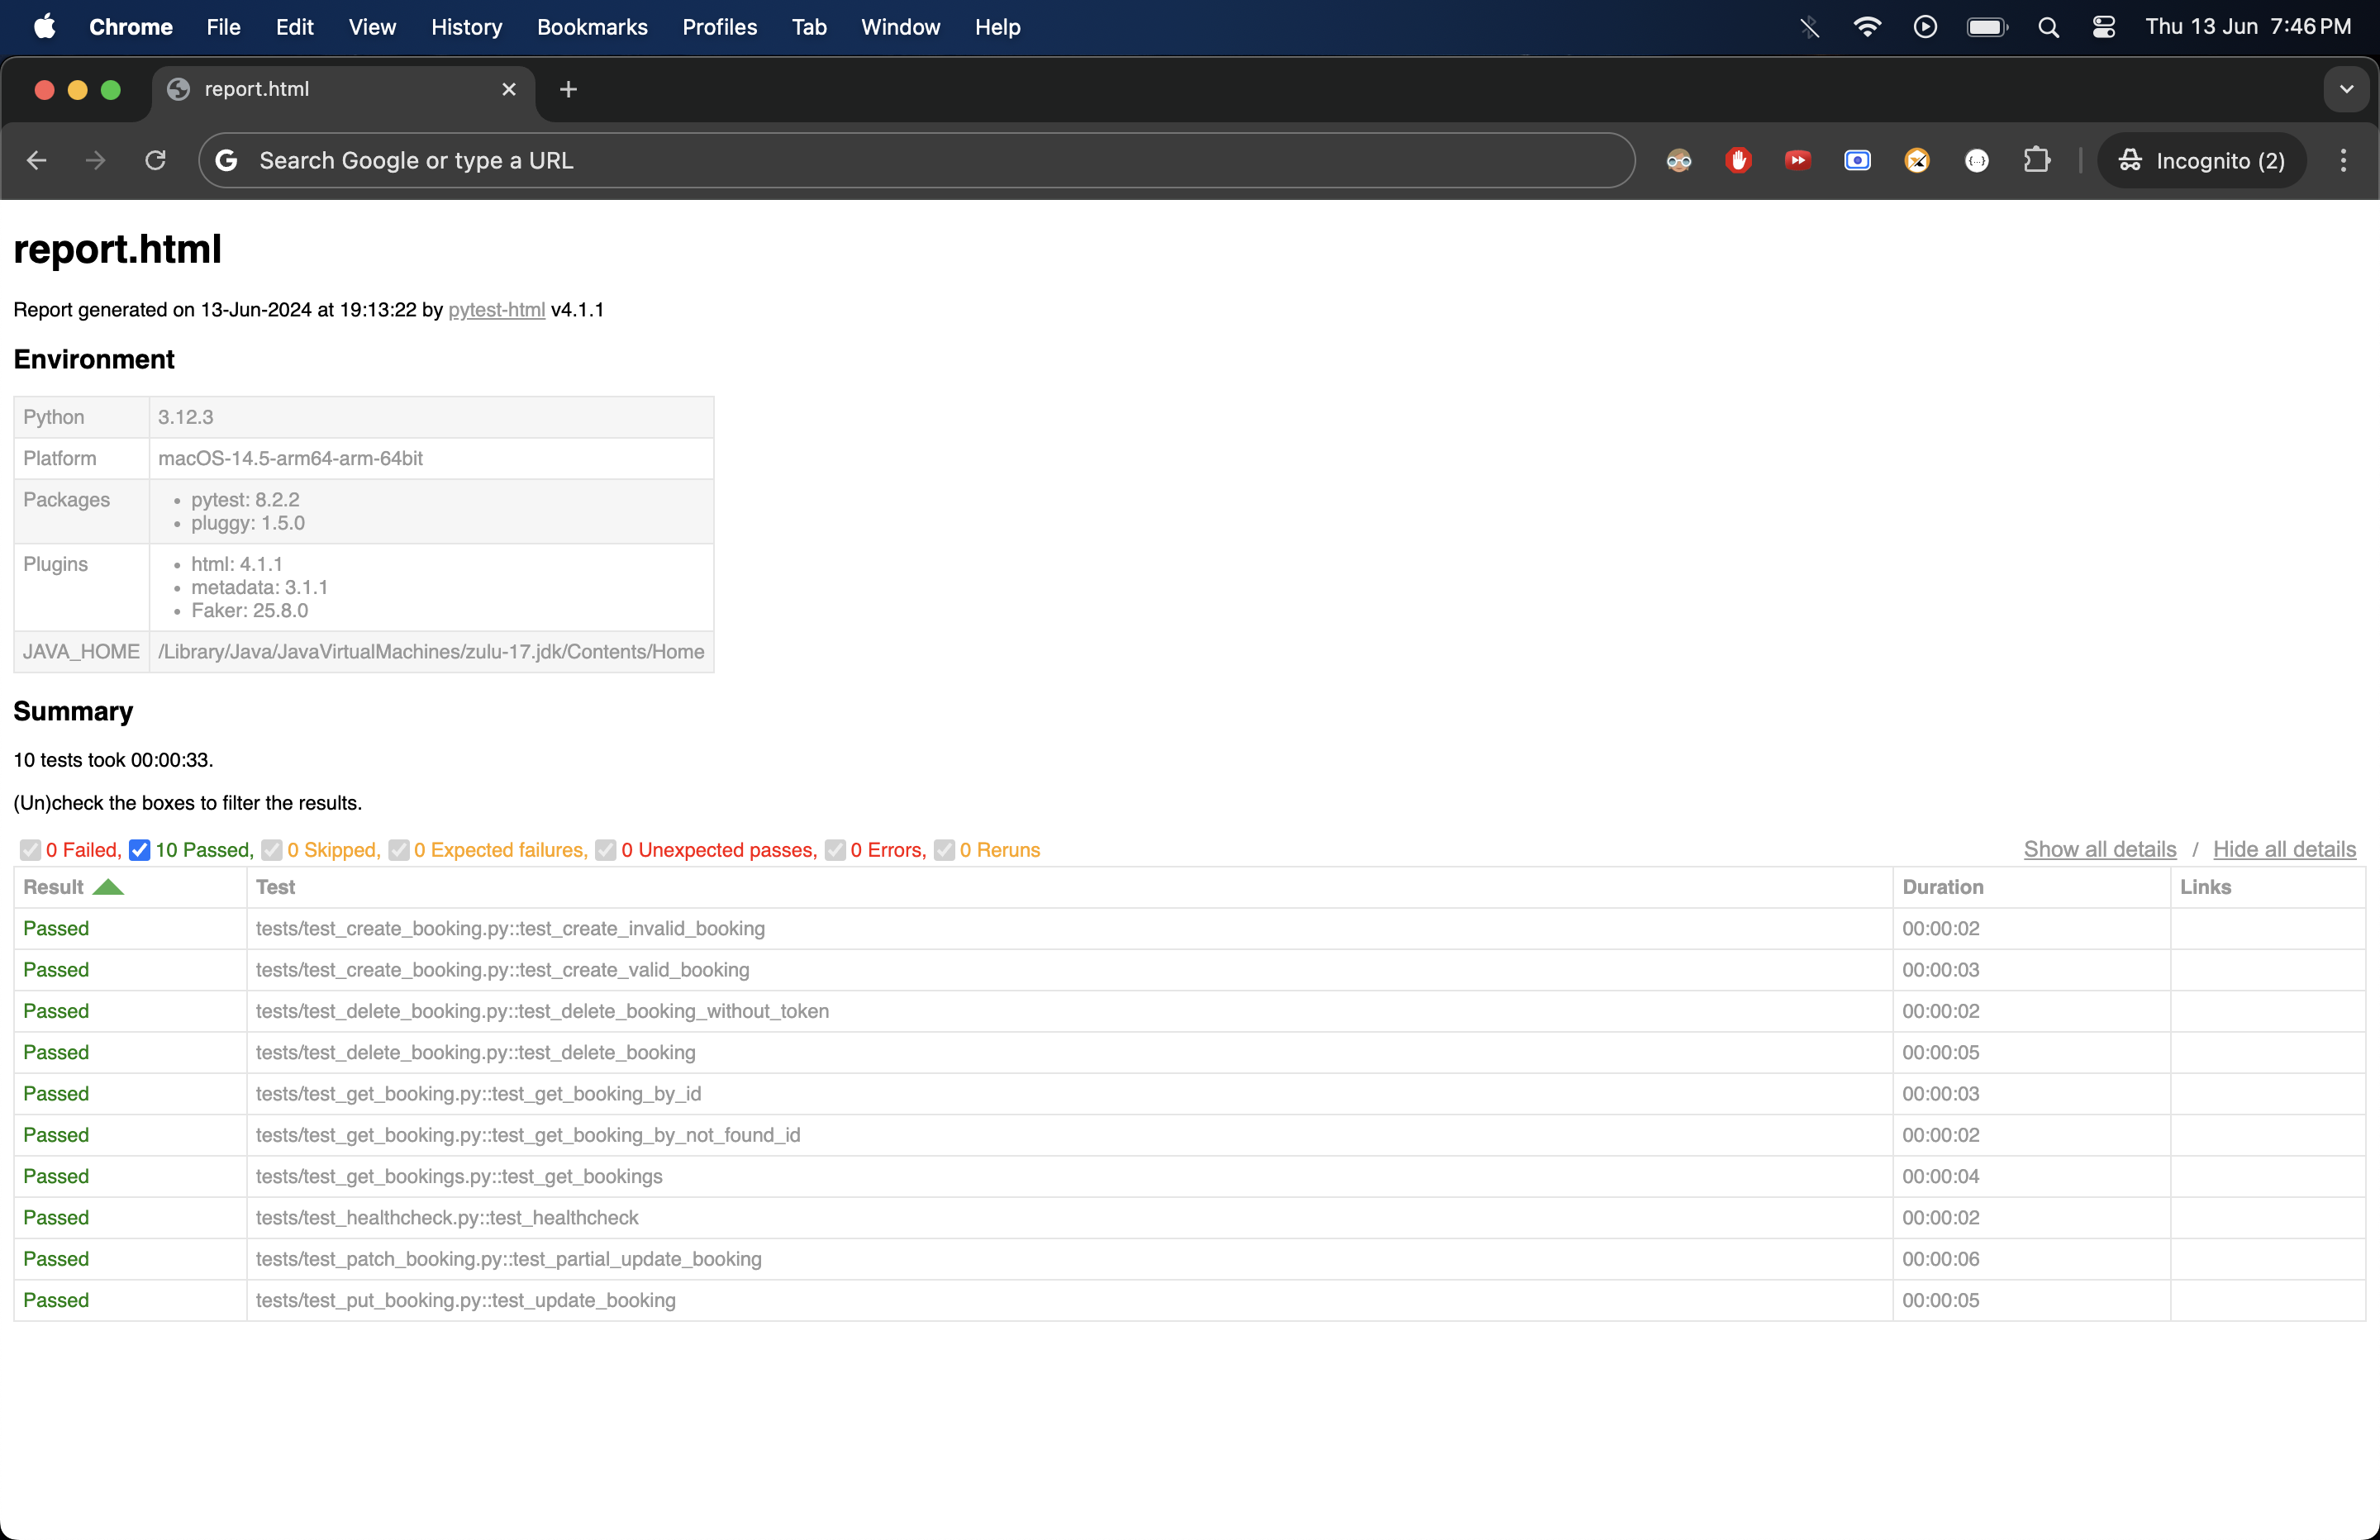 Chrome File Edit View History Bookmarks Profiles Tab Window Help Thu 13 Jun 7:46 PM
report.html
Search Google or type a URL Incognito (2)
report.html
Report generated on 13-Jun-2024 at 19:13:22 by pytest-html v4.1.1
Environment
Python 3.12.3
Platform macOS-14.5-arm64-arm-64bit
Packages • pytest: 8.2.2
• pluggy: 1.5.0
Plugins • html: 4.1.1
• metadata: 3.1.1
• Faker: 25.8.0
JAVA_HOME /Library/Java/JavaVirtualMachines/zulu-17.jdk/Contents/Home
Summary
10 tests took 00:00:33.
(Un)check the boxes to filter the results.
0 Failed, 10 Passed, 0 Skipped, 0 Expected failures, 0 Unexpected passes, 0 Errors, 0 Reruns Show all details / Hide all details
Result Test Duration Links
Passed tests/test_create_booking.py::test_create_invalid_booking 00:00:02
Passed tests/test_create_booking.py::test_create_valid_booking 00:00:03
Passed tests/test_delete_booking.py::test_delete_booking_without_token 00:00:02
Passed tests/test_delete_booking.py::test_delete_booking 00:00:05
Passed tests/test_get_booking.py::test_get_booking_by_id 00:00:03
Passed tests/test_get_booking.py::test_get_booking_by_not_found_id 00:00:02
Passed tests/test_get_bookings.py::test_get_bookings 00:00:04
Passed tests/test_healthcheck.py::test_healthcheck 00:00:02
Passed tests/test_patch_booking.py::test_partial_update_booking 00:00:06
Passed tests/test_put_booking.py::test_update_booking 00:00:05